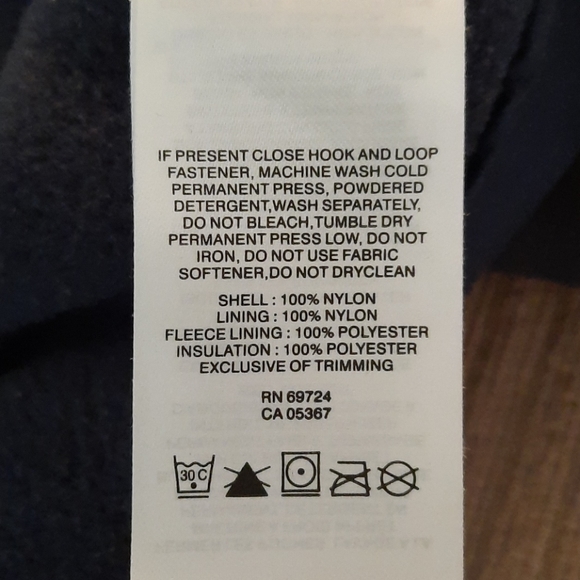 IF PRESENT CLOSE HOOK AND LOOP
FASTENER, MACHINE WASH COLD
PERMANENT PRESS, POWDERED
DETERGENT,WASH SEPARATELY,
DO NOT BLEACH,TUMBLE DRY
PERMANENT PRESS LOW, DO NOT
IRON, DO NOT USE FABRIC
SOFTENER,DO NOT DRYCLEAN
SHELL : 100% NYLON
LINING : 100% NYLON
FLEECE LINING : 100% POLYESTER
INSULATION : 100% POLYESTER
EXCLUSIVE OF TRIMMING
RN 69724
CA 05367
30 C